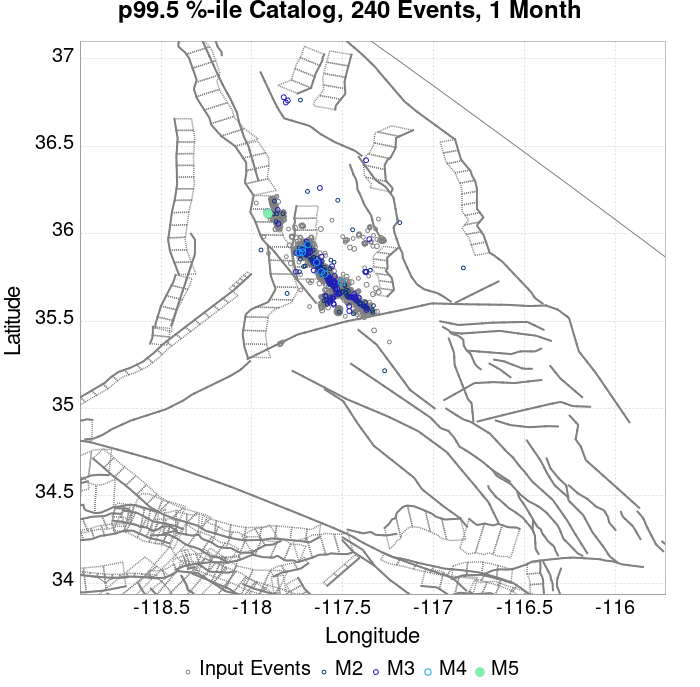 p99.5 %-ile Catalog, 240 Events, 1 Month
37
36.5
36
35.5
35
34.5
34
Latitude
-118.5 -118 -117.5 -117 -116.5 -116
Longitude
Input Events M2 M3 M4 M5